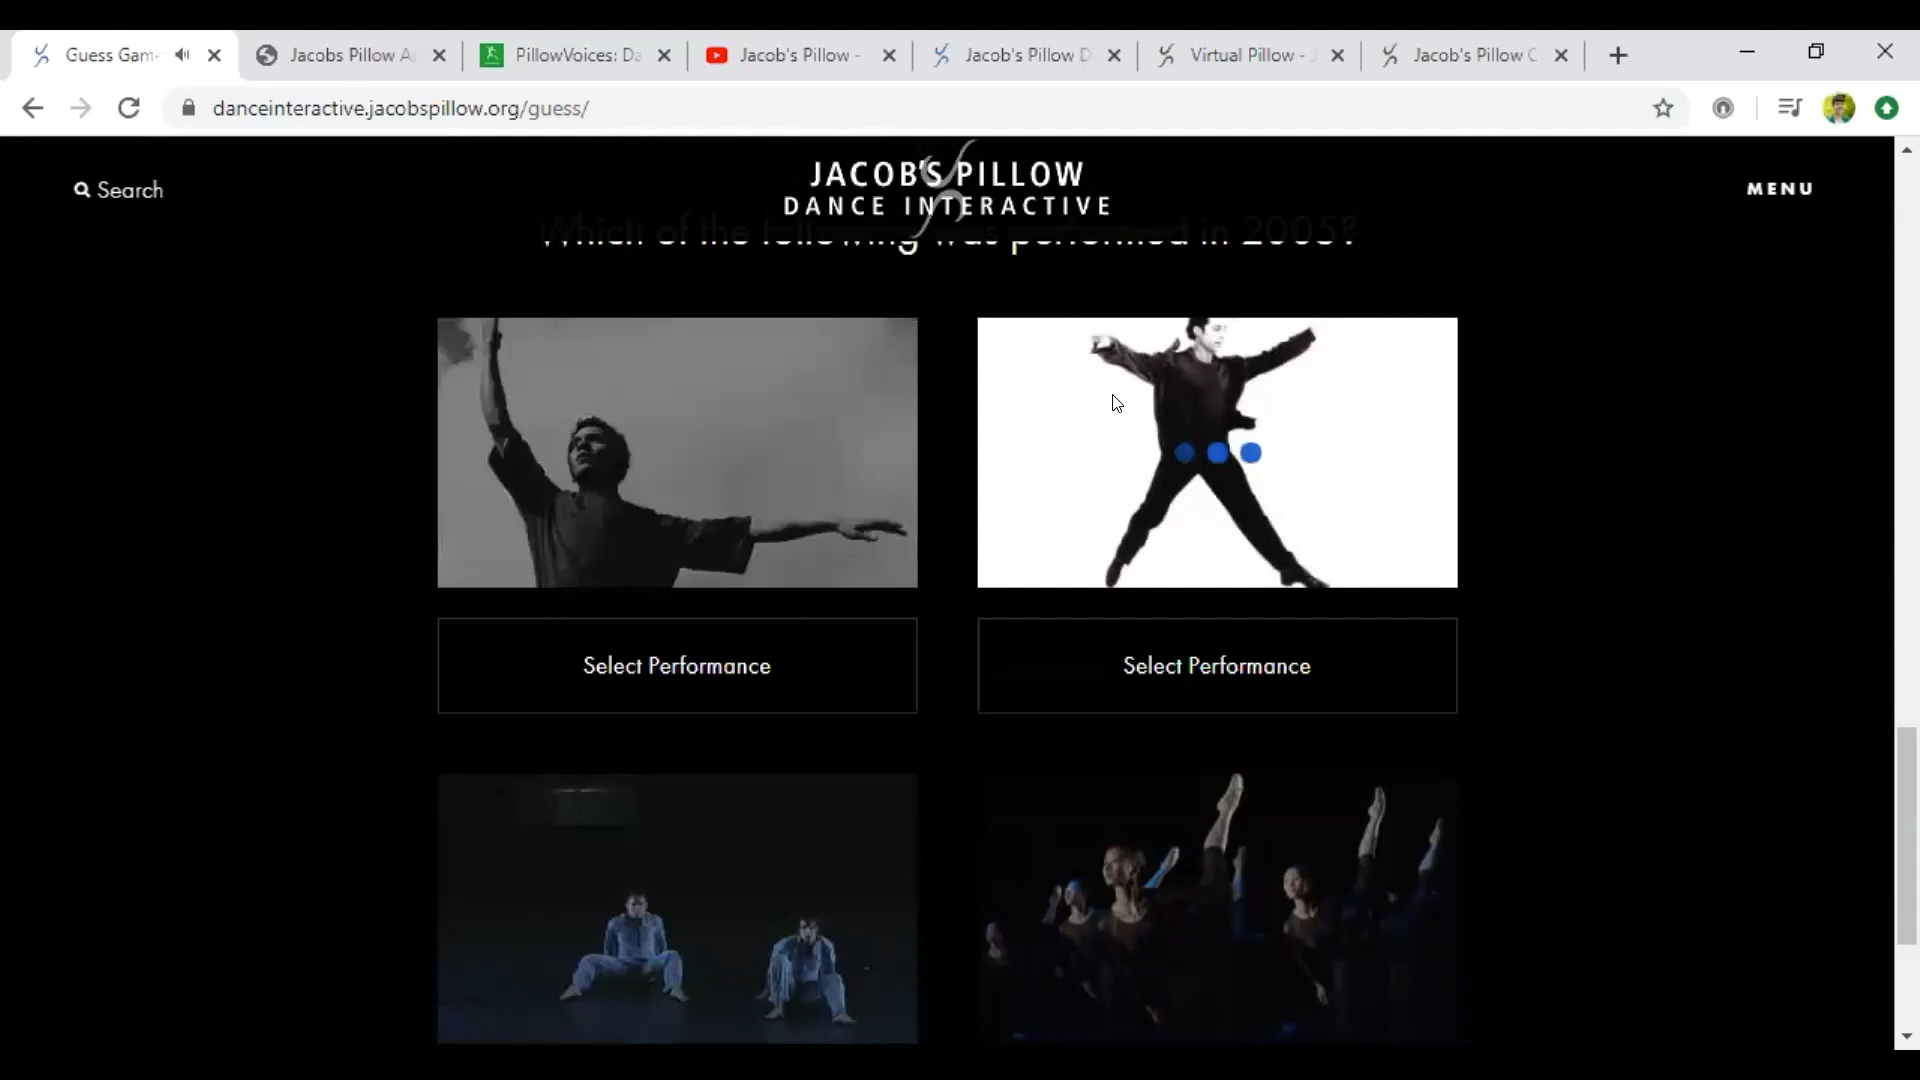 Guess Gam
Jacobs Pillow A
PillowVoices: Da
Jacob's Pillow -
Jacob's Pillow D
Virtual Pillow - J
Jacob's Pillow C
danceinteractive.jacobspillow.org/guess/
Search
JACOB'S PILLOW
DANCE INTERACTIVE
MENU
Which of the following was performed in 2005?
Select Performance
Select Performance